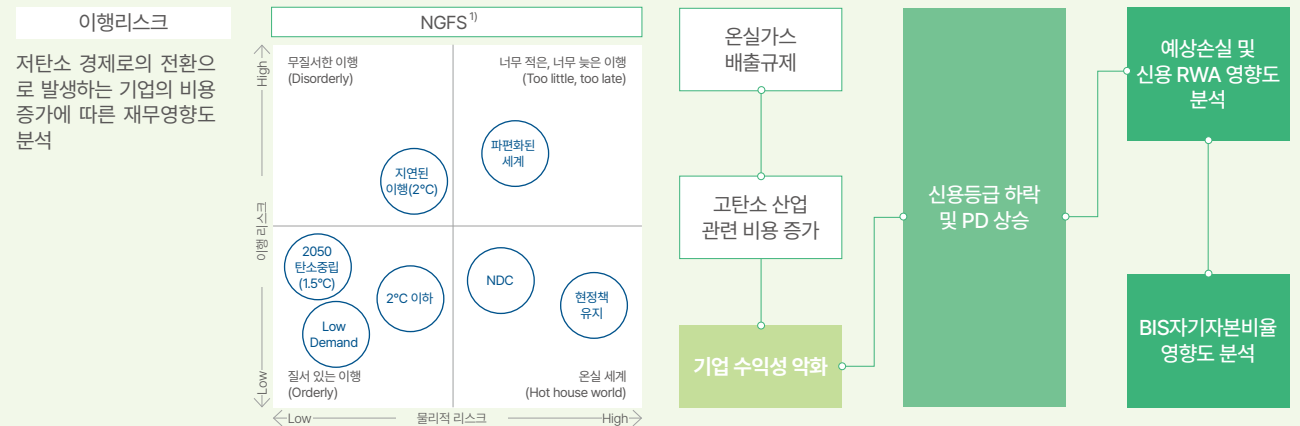 이행리스크
저탄소 경제로의 전환으
로 발생하는 기업의 비용
증가에 따른 재무영향도
분석
NGFS 1)
High
이행 리스크
Low
무질서한 이행
(Disorderly)
너무 적은, 너무 늦은 이행
(Too little, too late)
파편화된
세계
지연된
이행(2°C)
2050
탄소중립
(1.5°C)
2°C 이하
Low
Demand
NDC
현정책
유지
질서 있는 이행
(Orderly)
온실 세계
(Hot house world)
Low
물리적 리스크
High
온실가스
배출규제
고탄소 산업
관련 비용 증가
기업 수익성 악화
신용등급 하락
및 PD 상승
예상손실 및
신용 RWA 영향도
분석
BIS자기자본비율
영향도 분석